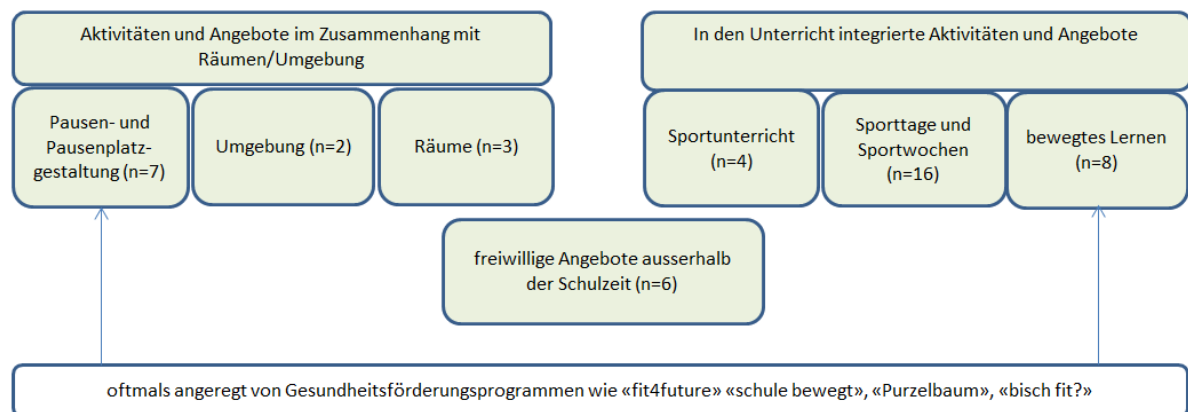 Aktivitäten und Angebote im Zusammenhang mit
Räumen/Umgebung
In den Unterricht integrierte Aktivitäten und Angebote
Pausen- und
Pausenplatz-
gestaltung (n=7)
Umgebung (n=2)
Räume (n=3)
Sportunterricht
(n=4)
Sporttage und
Sportwochen
(n=16)
bewegtes Lernen
(n=8)
freiwillige Angebote ausserhalb
der Schulzeit (n=6)
oftmals angeregt von Gesundheitsförderungsprogrammen wie «fit4future» «schule bewegt», «Purzelbaum», «bisch fit?»